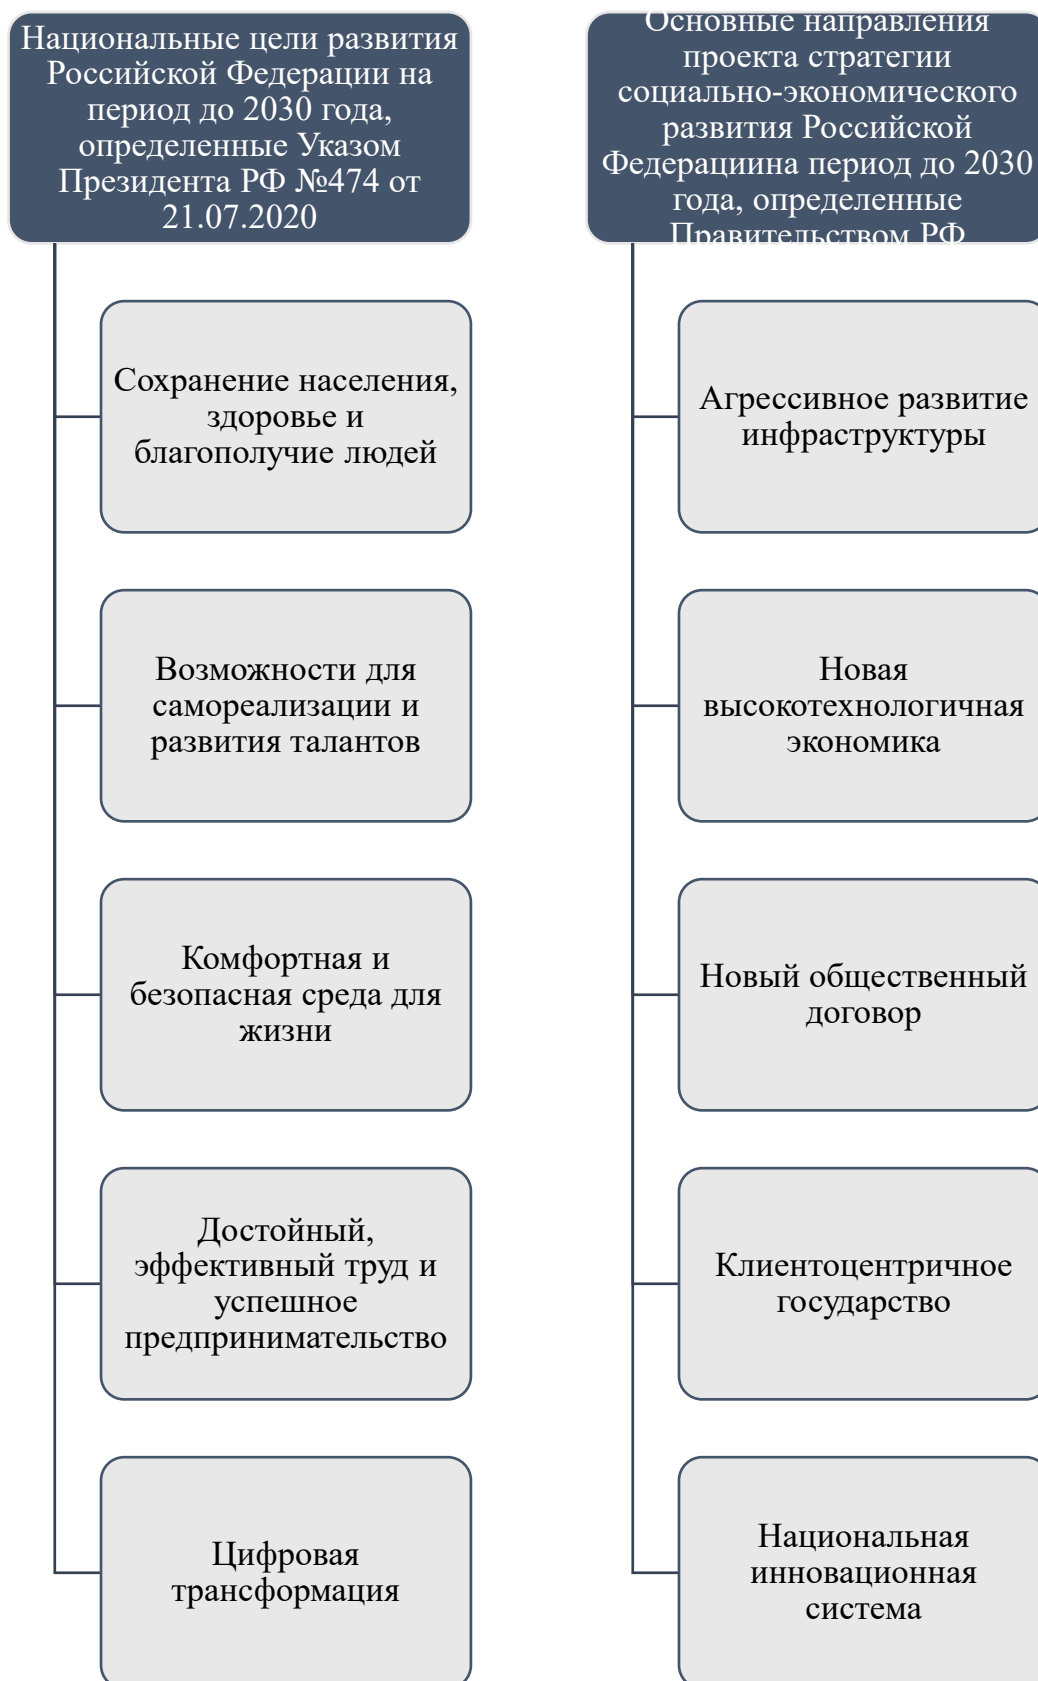 Национальные цели развития
Российской Федерации на
период до 2030 года,
определенные Указом
Президента РФ №474 от
21.07.2020
Сохранение населения,
здоровье и
благополучие людей
Возможности для
самореализации и
развития талантов
Комфортная и
безопасная среда для
жизни
Достойный,
эффективный труд и
успешное
предпринимательство
Цифровая
трансформация
Основные направления
проекта стратегии
социально-экономического
развития Российской
Федерациина период до 2030
года, определенные
Правительством РФ
Агрессивное развитие
инфраструктуры
Новая
высокотехнологичная
экономика
Новый общественный
договор
Клиентоцентричное
государство
Национальная
инновационная
система